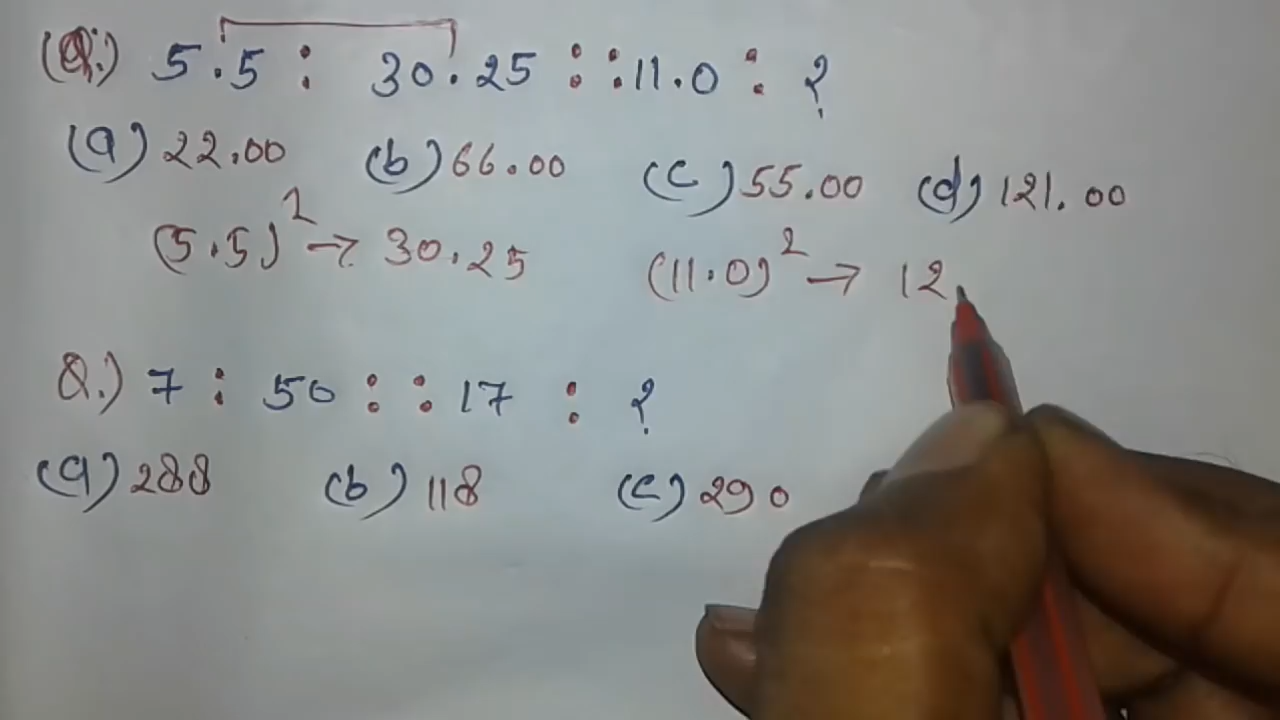 (Q.) 5.5 : 30.25 :: 11.0 : ?
(a) 22.00 (b) 66.00 (c) 55.00 (d) 121.00
(5.5)² → 30.25 (11.0)² → 12
Q.) 7 : 50 :: 17 : ?
(a) 288 (b) 118 (c) 290